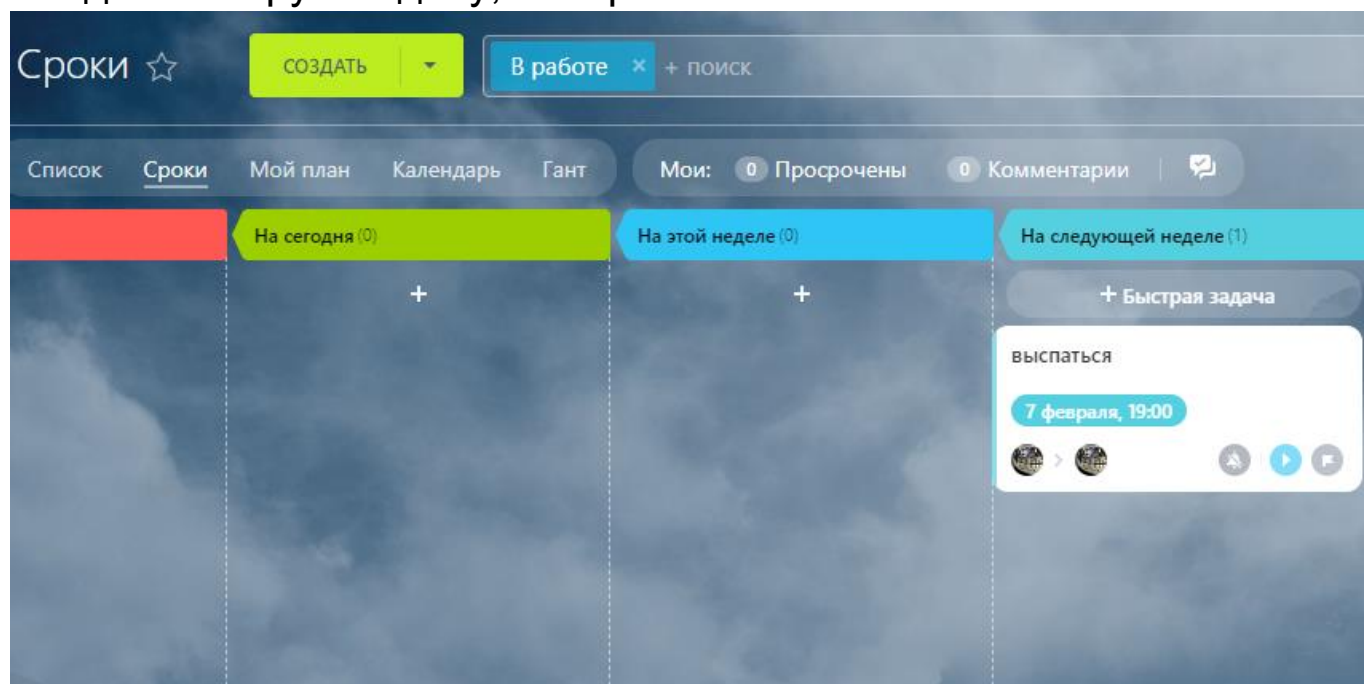 Сроки
СОЗДАТЬ
В работе × + поиск
Список Сроки Мой план Календарь Гант Мои: 0 Просрочены 0 Комментарии
На сегодня (0) На этой неделе (0) На следующей неделе (1)
+ + + Быстрая задача
выспаться
7 февраля, 19:00